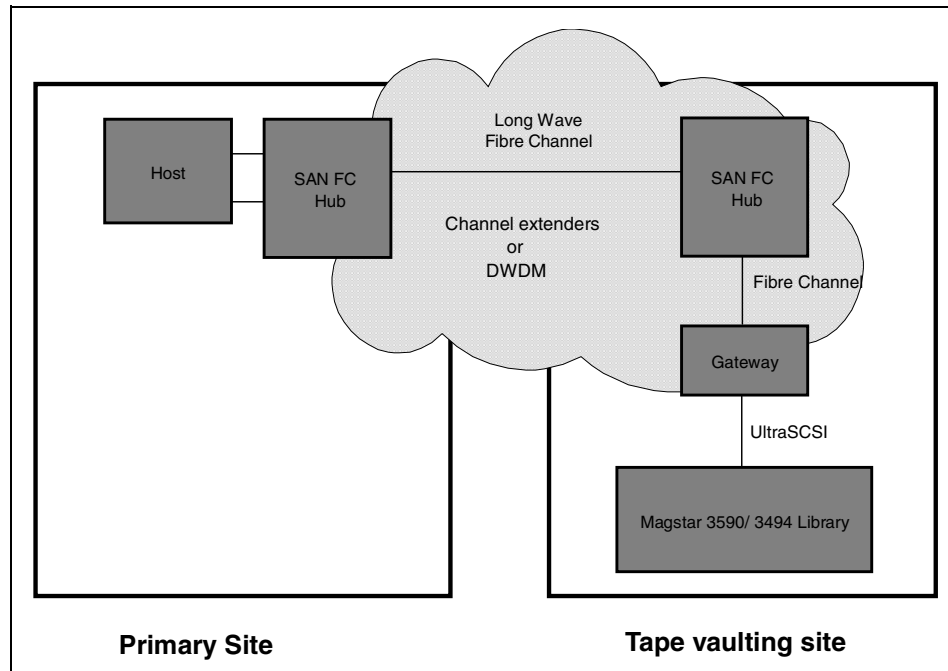 Long Wave
Fibre Channel
Host
SAN FC
Hub
SAN FC
Hub
Channel extenders
or
DWDM
Fibre Channel
Gateway
UltraSCSI
Magstar 3590/ 3494 Library
Primary Site
Tape vaulting site